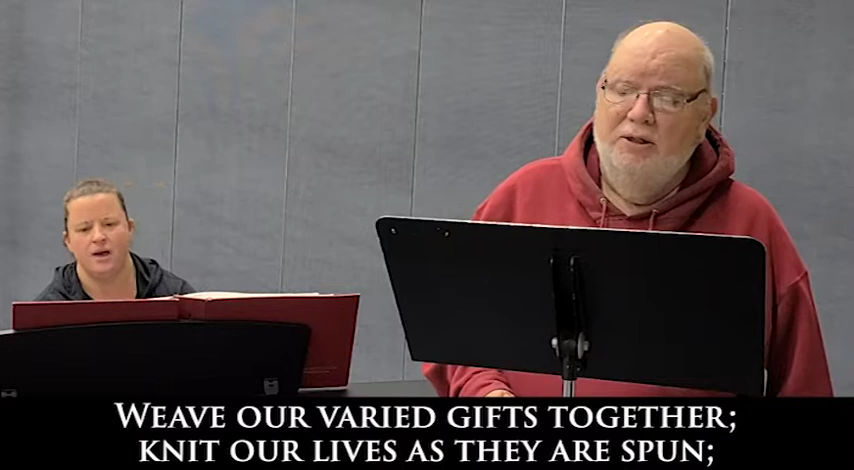 WEAVE OUR VARIED GIFTS TOGETHER;
KNIT OUR LIVES AS THEY ARE SPUN;